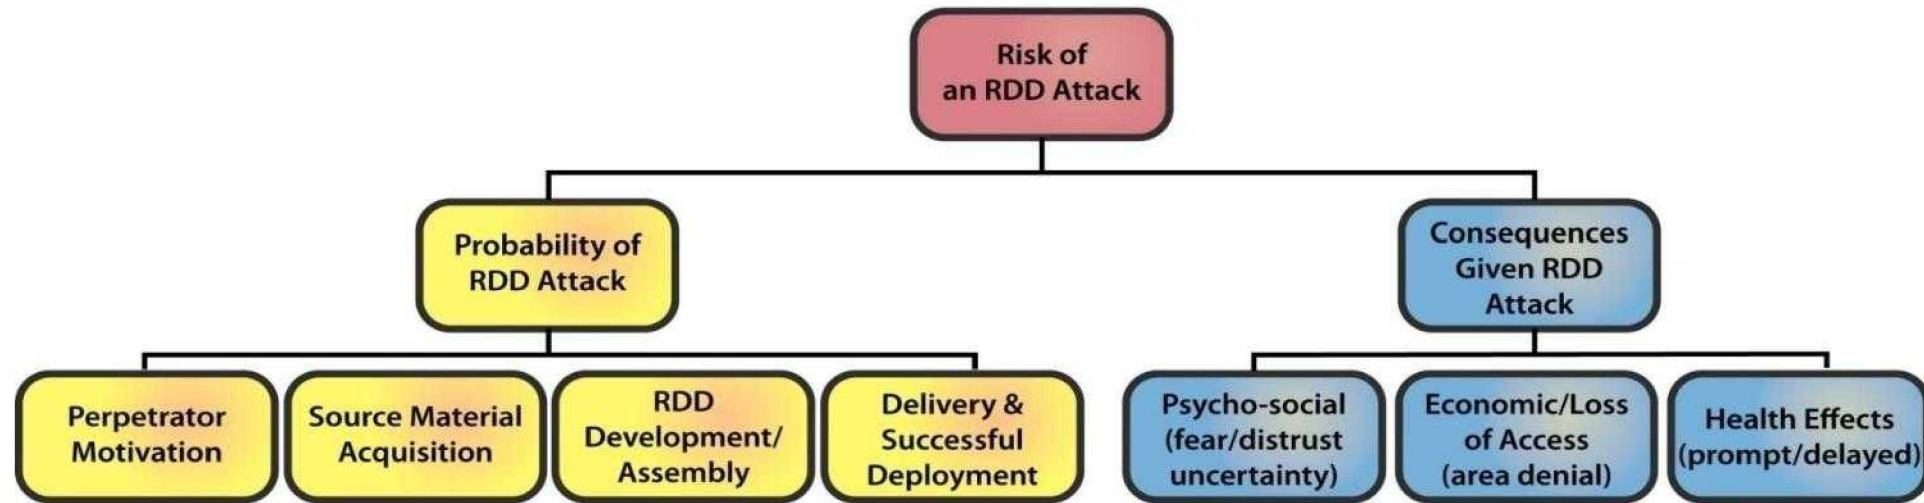 Risk of
an RDD Attack
Probability of
RDD Attack
Consequences
Given RDD
Attack
Perpetrator
Motivation
Source Material
Acquisition
RDD
Development/
Assembly
Delivery &
Successful
Deployment
Psycho-social
(fear/distrust
uncertainty)
Economic/Loss
of Access
(area denial)
Health Effects
(prompt/delayed)